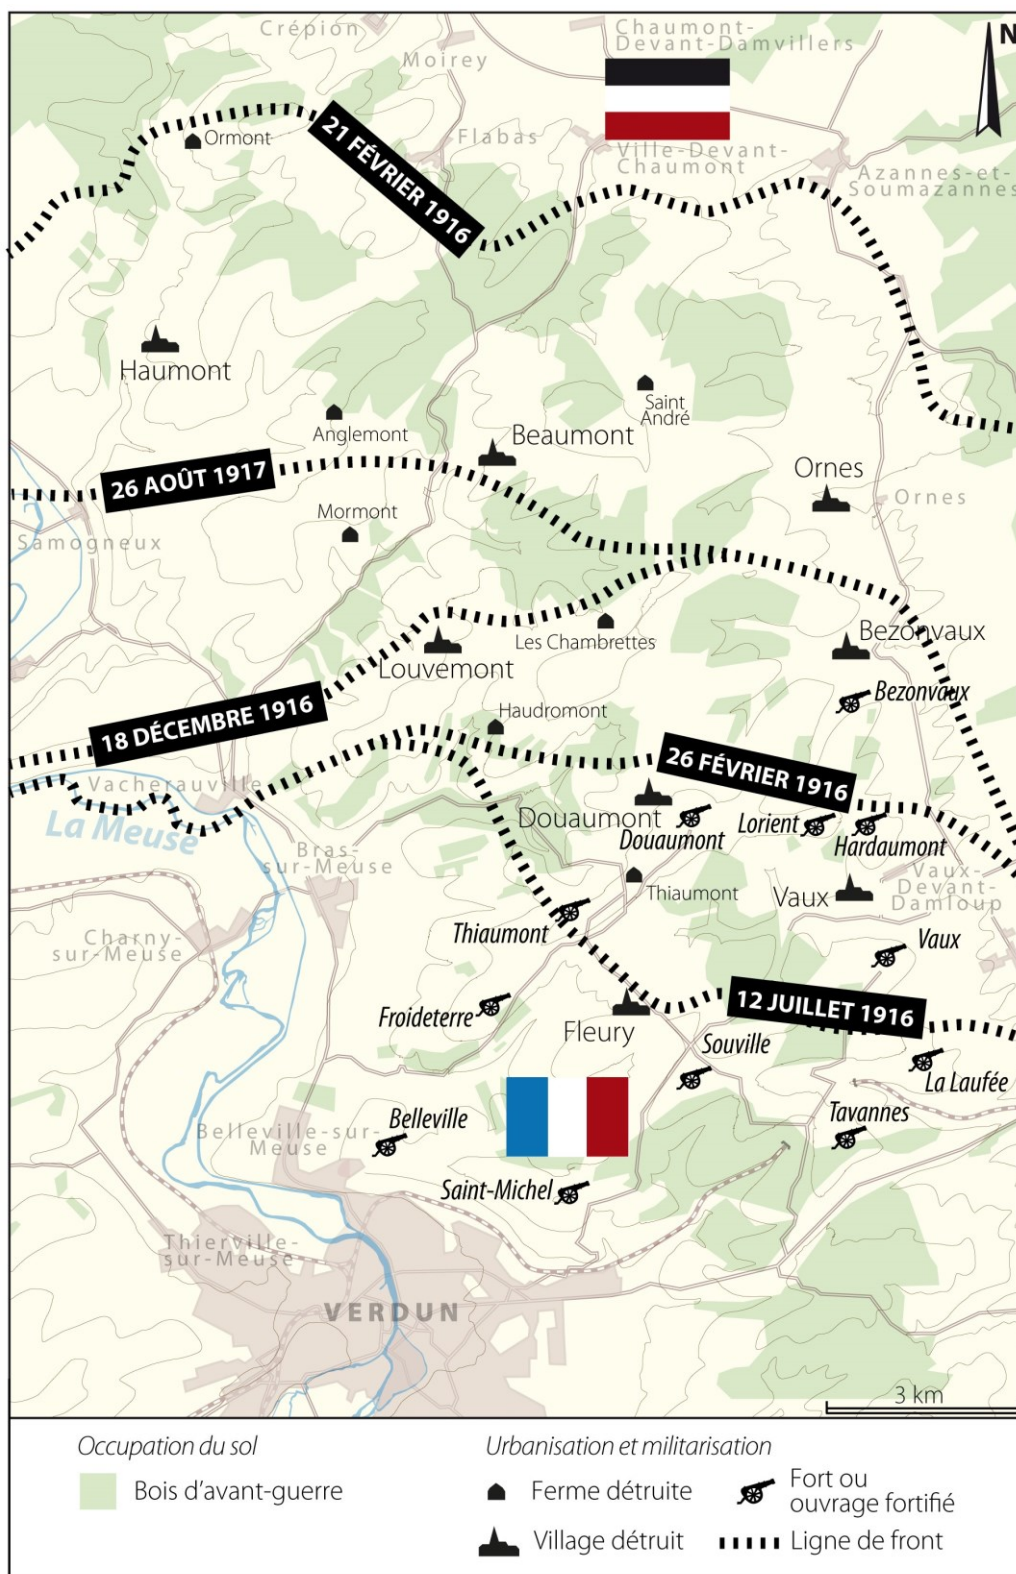 Crépion
Chaumont-
Devant-Damvillers
N
Moirey
21 FÉVRIER 1916
Ormont
Flabas
Ville-Devant-
Chaumont
Azannes-et-
Soumazannes
Haumont
Saint
André
Anglemont
Beaumont
26 AOÛT 1917
Ornes
Ornes
Mormont
Samogneux
Les Chambrettes
Bezonvaux
Louvemont
Bezonvaux
18 DÉCEMBRE 1916
Haudromont
26 FÉVRIER 1916
Vacherauville
La Meuse
Douaumont
Douaumont
Lorient
Hardaumont
Bras-
sur-Meuse
Thiaumont
Vaux
Vaux-
Devant-
Damloup
Charny-
sur-Meuse
Thiaumont
Vaux
12 JUILLET 1916
Froideterre
Fleury
Souville
La Laufée
Belleville
Tavannes
Belleville-sur-
Meuse
Saint-Michel
Thierville-
sur-Meuse
VERDUN
3 km
Occupation du sol
Bois d'avant-guerre
Urbanisation et militarisation
Ferme détruite
Fort ou
ouvrage fortifié
Village détruit
Ligne de front